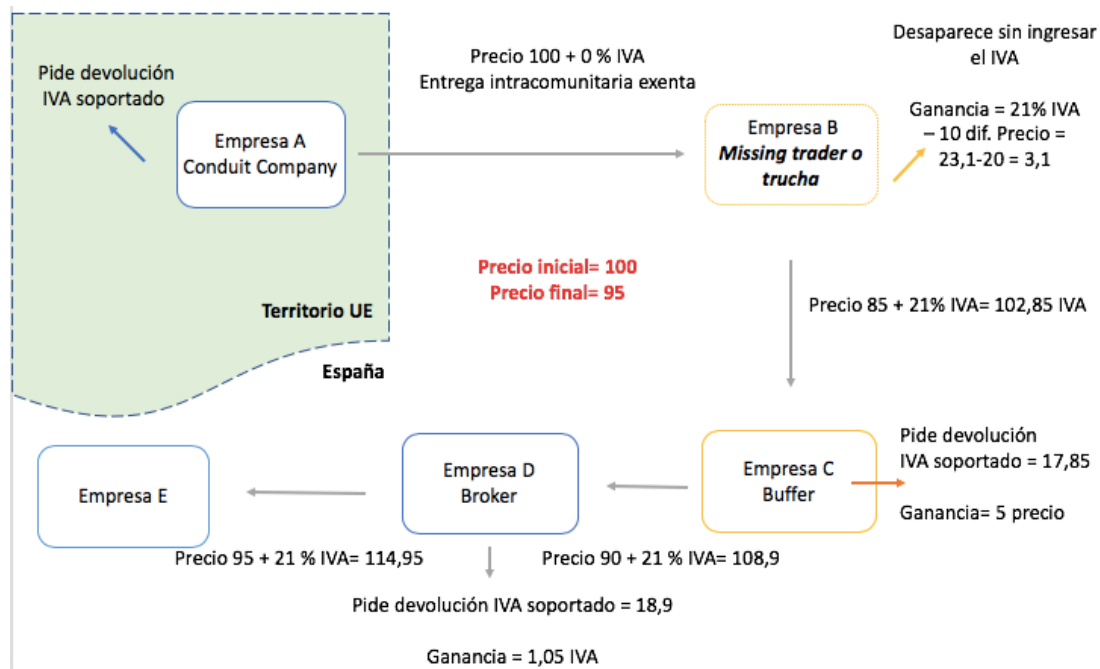 Pide devolución
IVA soportado
Empresa A
Conduit Company
Precio 100 + 0 % IVA
Entrega intracomunitaria exenta
Empresa B
Missing trader o
trucha
Desaparece sin ingresar
el IVA
Ganancia = 21% IVA
– 10 dif. Precio =
23,1-20 = 3,1
Precio inicial= 100
Precio final= 95
Territorio UE
España
Precio 85 + 21% IVA= 102,85 IVA
Empresa E
Empresa D
Broker
Empresa C
Buffer
Pide devolución
IVA soportado = 17,85
Ganancia= 5 precio
Precio 95 + 21 % IVA= 114,95
Precio 90 + 21 % IVA= 108,9
Pide devolución IVA soportado = 18,9
Ganancia = 1,05 IVA